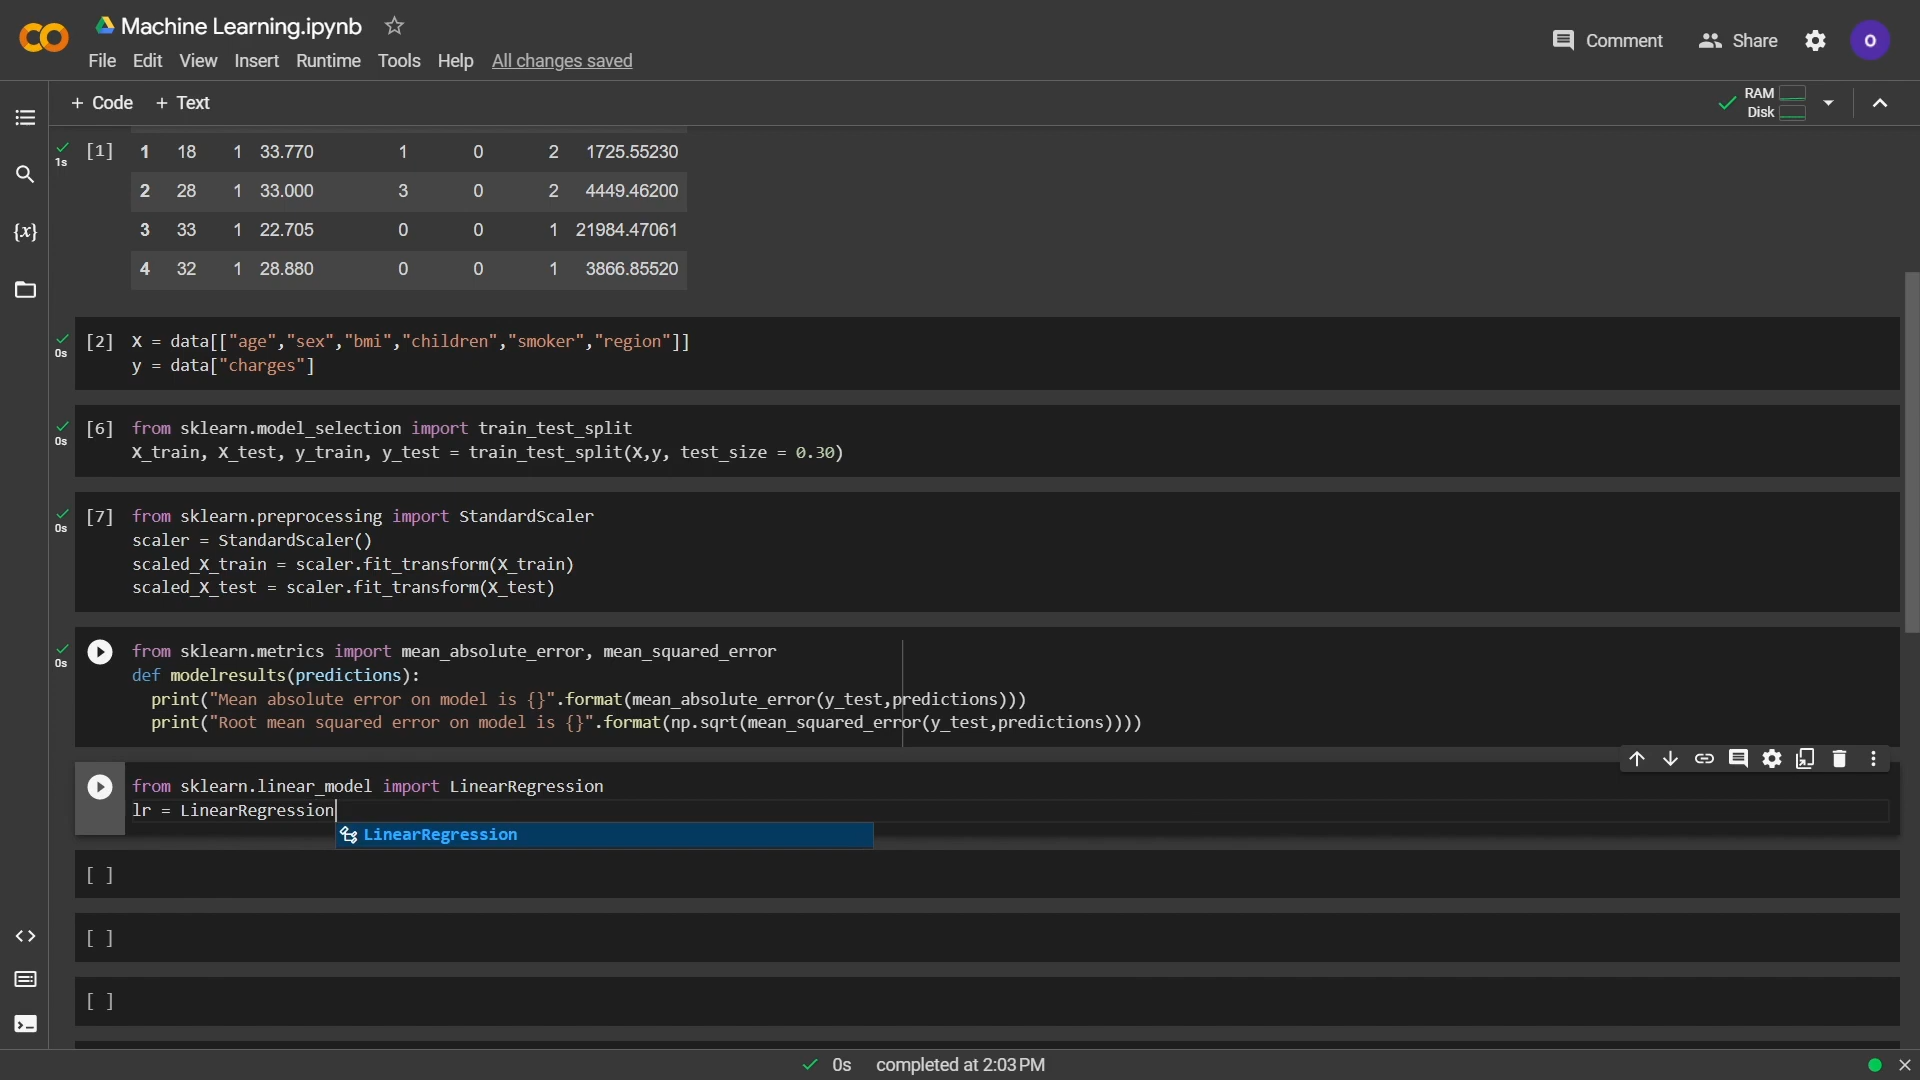 Machine Learning.ipynb
File Edit View Insert Runtime Tools Help All changes saved
Comment Share O
+ Code + Text
RAM
Disk
1s [1] 1 18 1 33.770 1 0 2 1725.55230
2 28 1 33.000 3 0 2 4449.46200
3 33 1 22.705 0 0 1 21984.47061
4 32 1 28.880 0 0 1 3866.85520
{x}
0s [2] X = data[["age","sex","bmi","children","smoker","region"]]
y = data["charges"]
0s [6] from sklearn.model_selection import train_test_split
X_train, X_test, y_train, y_test = train_test_split(X,y, test_size = 0.30)
0s [7] from sklearn.preprocessing import StandardScaler
scaler = StandardScaler()
scaled_X_train = scaler.fit_transform(X_train)
scaled_X_test = scaler.fit_transform(X_test)
0s from sklearn.metrics import mean_absolute_error, mean_squared_error
def modelresults(predictions):
print("Mean absolute error on model is {}".format(mean_absolute_error(y_test,predictions)))
print("Root mean squared error on model is {}".format(np.sqrt(mean_squared_error(y_test,predictions))))
from sklearn.linear_model import LinearRegression
lr = LinearRegression
LinearRegression
[ ]
[ ]
[ ]
0s completed at 2:03 PM